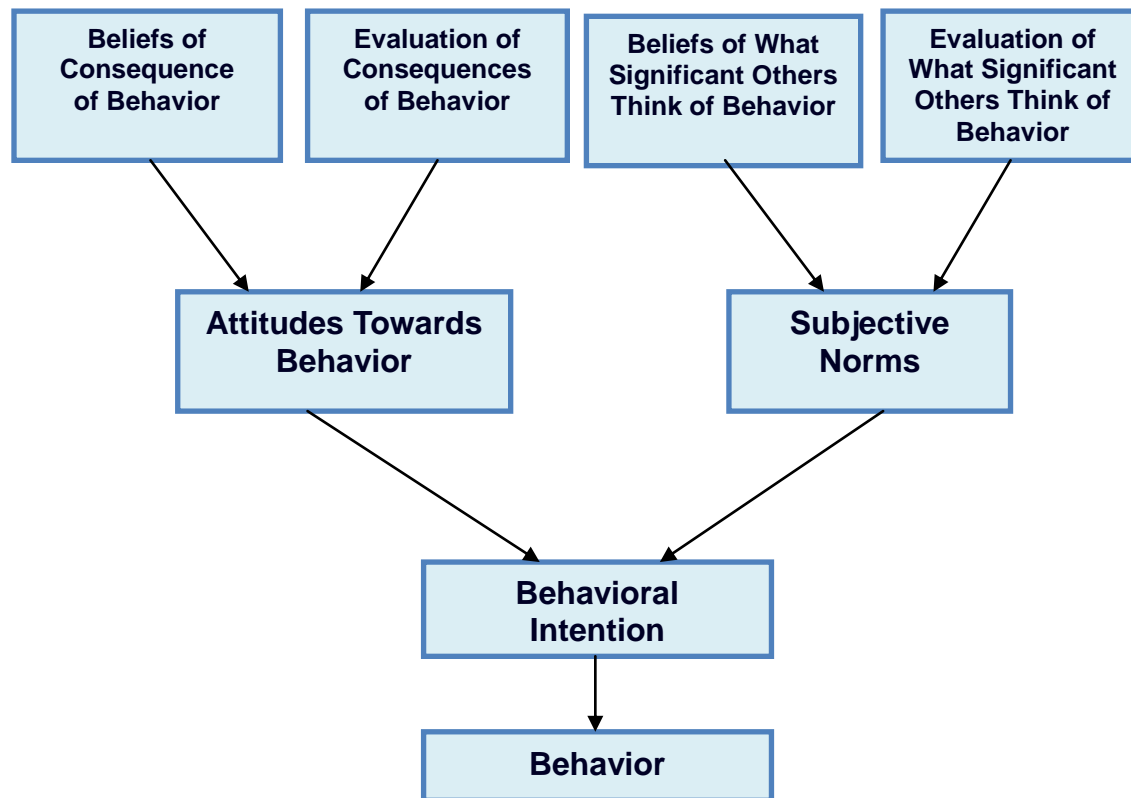 Beliefs of
Consequence
of Behavior
Evaluation of
Consequences
of Behavior
Beliefs of What
Significant Others
Think of Behavior
Evaluation of
What Significant
Others Think of
Behavior
Attitudes Towards
Behavior
Subjective
Norms
Behavioral
Intention
Behavior